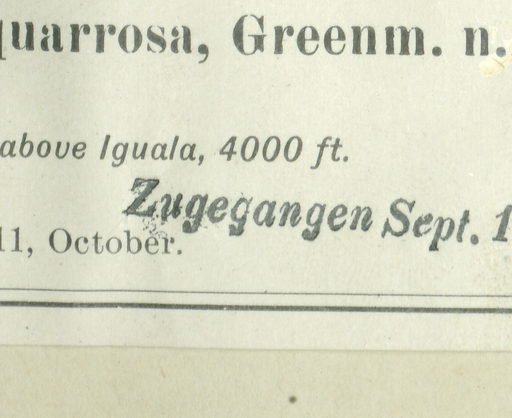 quarrosa, Greenm. n.
above Iguala, 4000 ft.
Zugegangen Sept. 1
11, October.